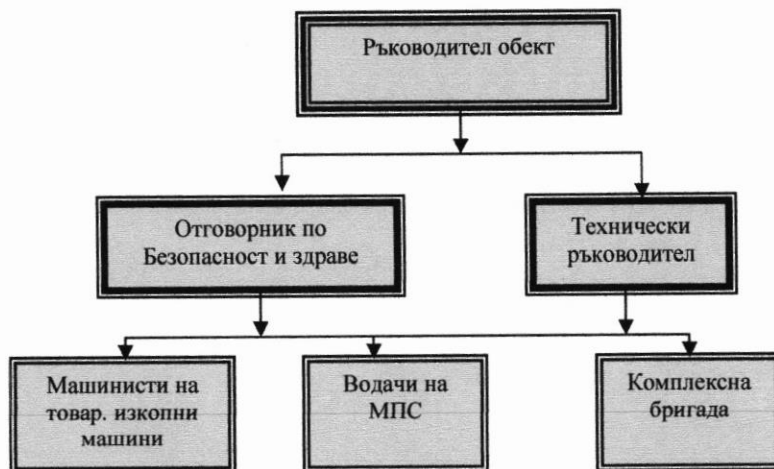 Ръководител обект
Отговорник по
Безопасност и здраве
Технически
ръководител
Машинисти на
товар. изкопни
машини
Водачи на
МПС
Комплексна
бригада